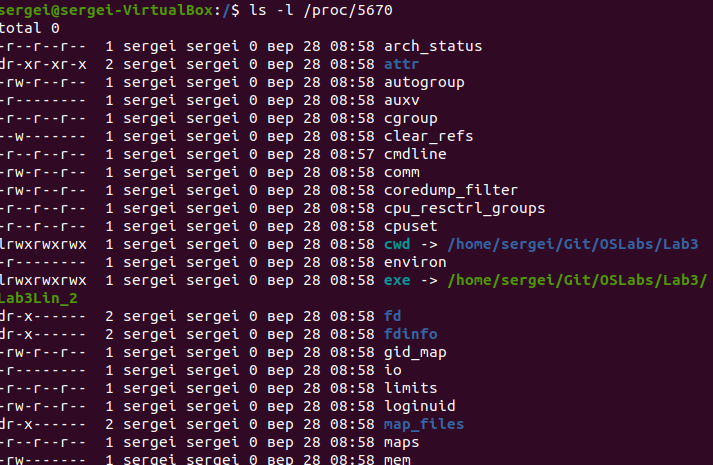 sergei@sergei-VirtualBox:/$ ls -l /proc/5670
total 0
-r--r--r--  1 sergei sergei 0 вер 28 08:58 arch_status
dr-xr-xr-x  2 sergei sergei 0 вер 28 08:58 attr
-rw-r--r--  1 sergei sergei 0 вер 28 08:58 autogroup
-r--------  1 sergei sergei 0 вер 28 08:58 auxv
-r--r--r--  1 sergei sergei 0 вер 28 08:58 cgroup
--w-------  1 sergei sergei 0 вер 28 08:58 clear_refs
-r--r--r--  1 sergei sergei 0 вер 28 08:57 cmdline
-rw-r--r--  1 sergei sergei 0 вер 28 08:58 comm
-rw-r--r--  1 sergei sergei 0 вер 28 08:58 coredump_filter
-r--r--r--  1 sergei sergei 0 вер 28 08:58 cpu_resctrl_groups
-r--r--r--  1 sergei sergei 0 вер 28 08:58 cpuset
lrwxrwxrwx  1 sergei sergei 0 вер 28 08:58 cwd -> /home/sergei/Git/OSLabs/Lab3
-r--------  1 sergei sergei 0 вер 28 08:58 environ
lrwxrwxrwx  1 sergei sergei 0 вер 28 08:58 exe -> /home/sergei/Git/OSLabs/Lab3/
Lab3Lin_2
dr-x------  2 sergei sergei 0 вер 28 08:58 fd
dr-x------  2 sergei sergei 0 вер 28 08:58 fdinfo
-rw-r--r--  1 sergei sergei 0 вер 28 08:58 gid_map
-r--------  1 sergei sergei 0 вер 28 08:58 io
-r--r--r--  1 sergei sergei 0 вер 28 08:58 limits
-rw-r--r--  1 sergei sergei 0 вер 28 08:58 loginuid
dr-x------  2 sergei sergei 0 вер 28 08:58 map_files
-r--r--r--  1 sergei sergei 0 вер 28 08:58 maps
-rw-------  1 sergei sergei 0 вер 28 08:58 mem